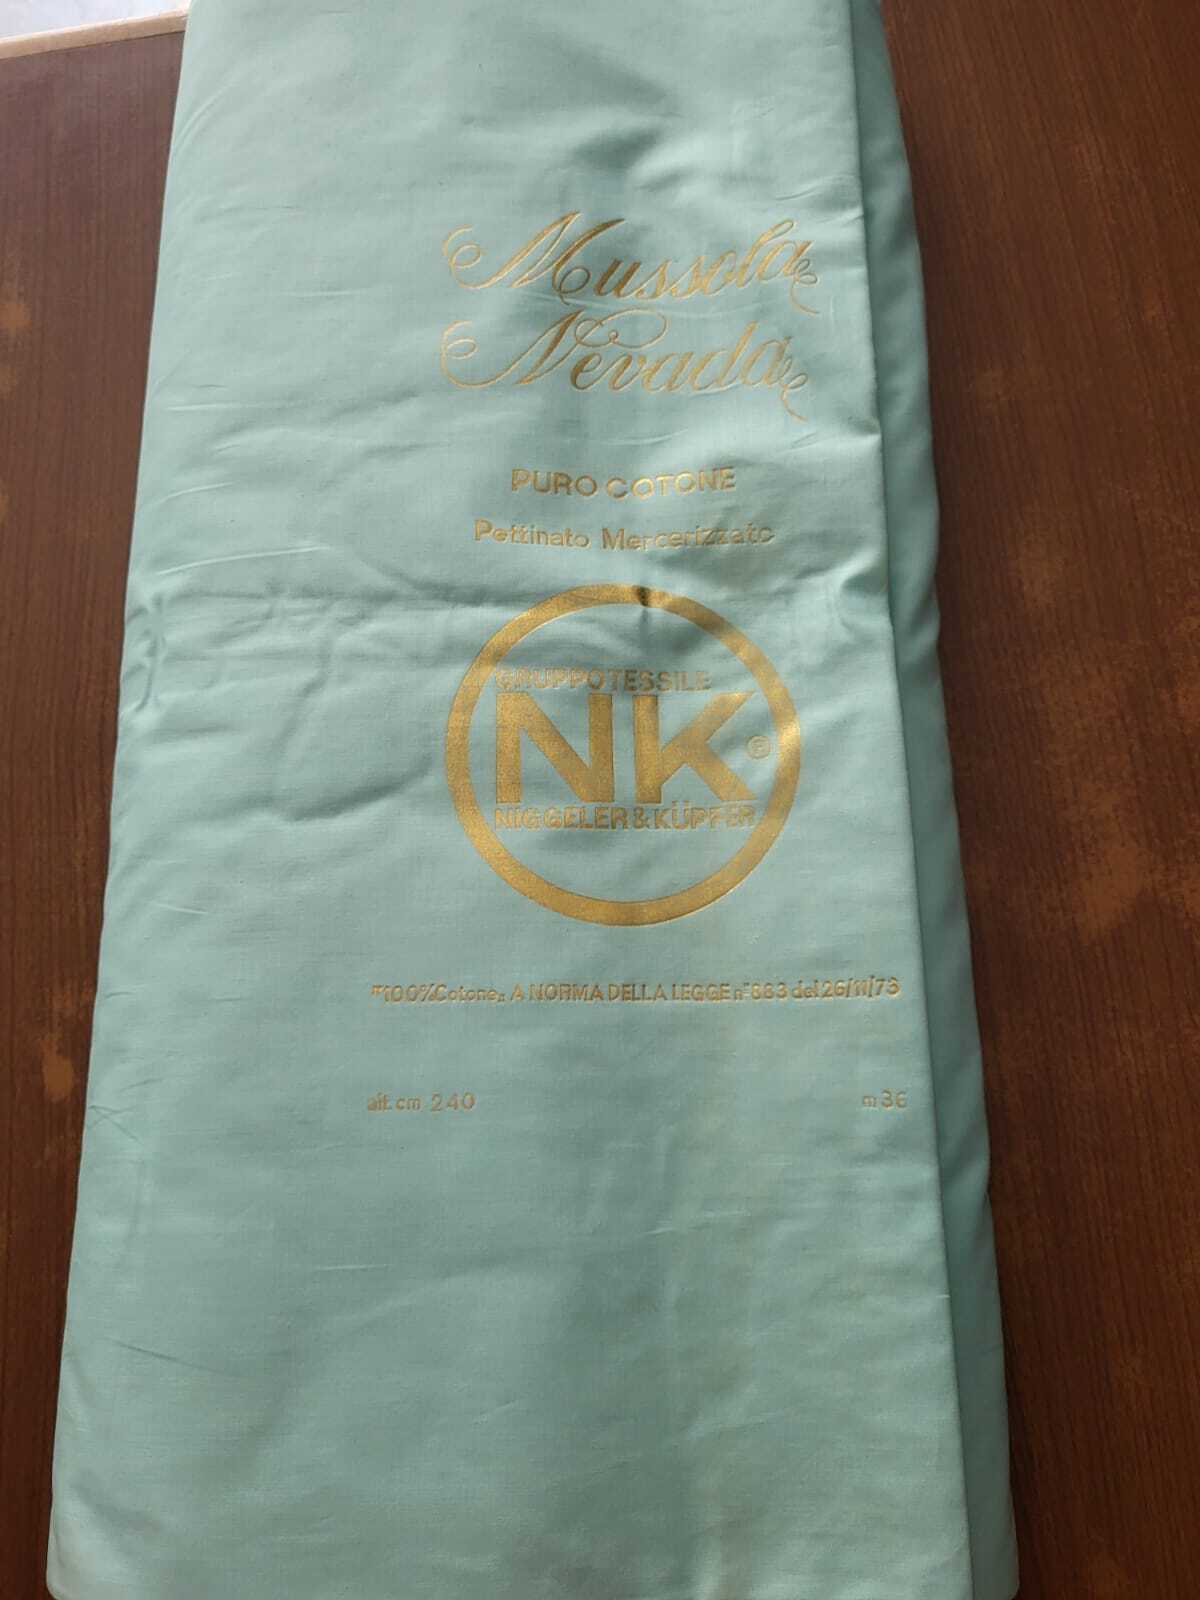 Mussola
Nevada
PURO COTONE
Pettinato Mercerizzato
GRUPPOTESSILE
NK®
NIGGELER&KÜPFER
"100%Cotone" A NORMA DELLA LEGGE n° 883 del 26/11/73
alt. cm 240 m 36